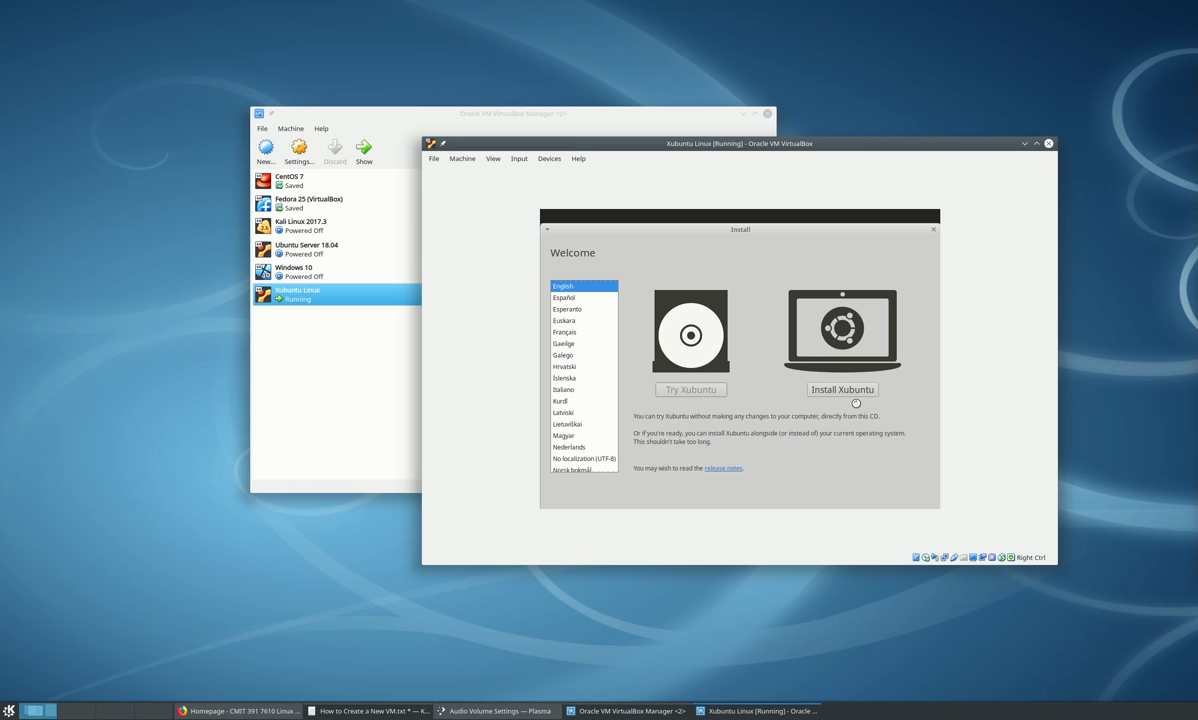 Oracle VM VirtualBox Manager <2>
File Machine Help
New... Settings... Discard Show
CentOS 7
Saved
Fedora 25 (VirtualBox)
Saved
Kali Linux 2017.3
Powered Off
Ubuntu Server 18.04
Powered Off
Windows 10
Powered Off
Xubuntu Linux
Running
Xubuntu Linux [Running] - Oracle VM VirtualBox
File Machine View Input Devices Help
Install
Welcome
English
Español
Esperanto
Euskara
Français
Gaeilge
Galego
Hrvatski
Íslenska
Italiano
Kurdî
Latviski
Lietuviškai
Magyar
Nederlands
No localization (UTF-8)
Norsk bokmål
Try Xubuntu
Install Xubuntu
You can try Xubuntu without making any changes to your computer, directly from this CD.
Or if you're ready, you can install Xubuntu alongside (or instead of) your current operating system.
This shouldn't take too long.
You may wish to read the release notes.
Right Ctrl
Homepage - CMIT 391 7610 Linux ...
How to Create a New VM.txt * — K...
Audio Volume Settings — Plasma
Oracle VM VirtualBox Manager <2>
Xubuntu Linux [Running] - Oracle ...